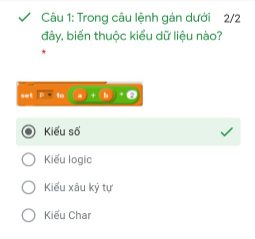 Câu 1: Trong câu lệnh gán dưới 2/2
đây, biến thuộc kiểu dữ liệu nào?
*
set P to a + b * 2
Kiểu số
Kiểu logic
Kiểu xâu ký tự
Kiểu Char